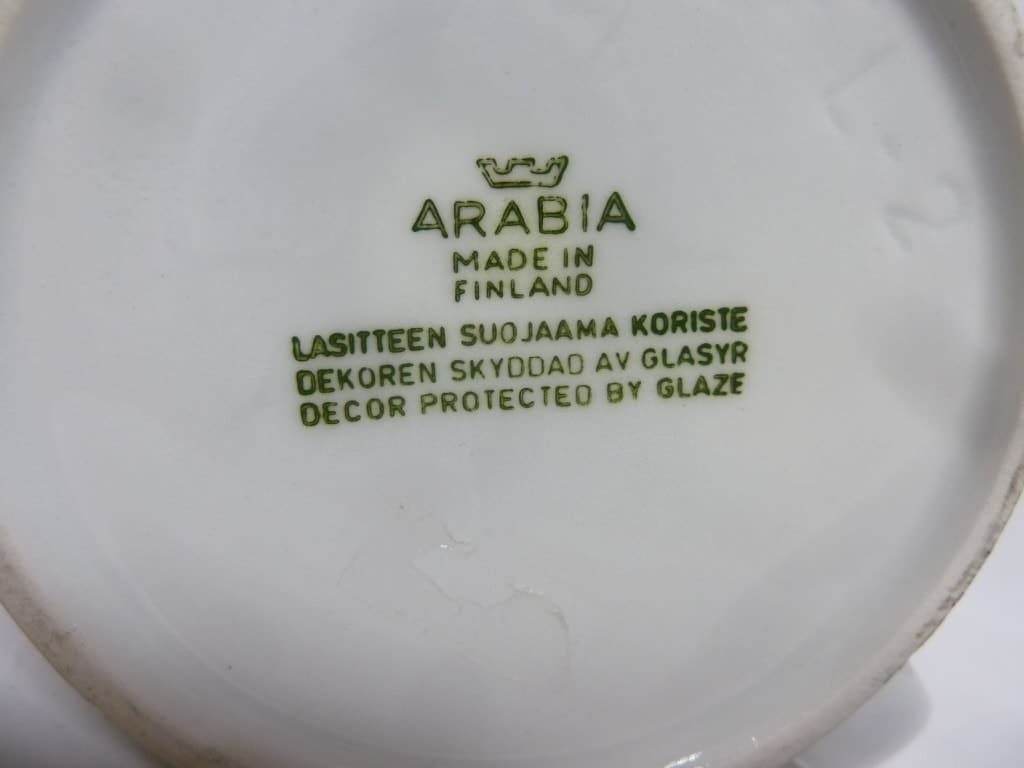 ARABIA
MADE IN
FINLAND
LASITTEEN SUOJAAMA KORISTE
DEKOREN SKYDDAD AV GLASYR
DECOR PROTECTED BY GLAZE